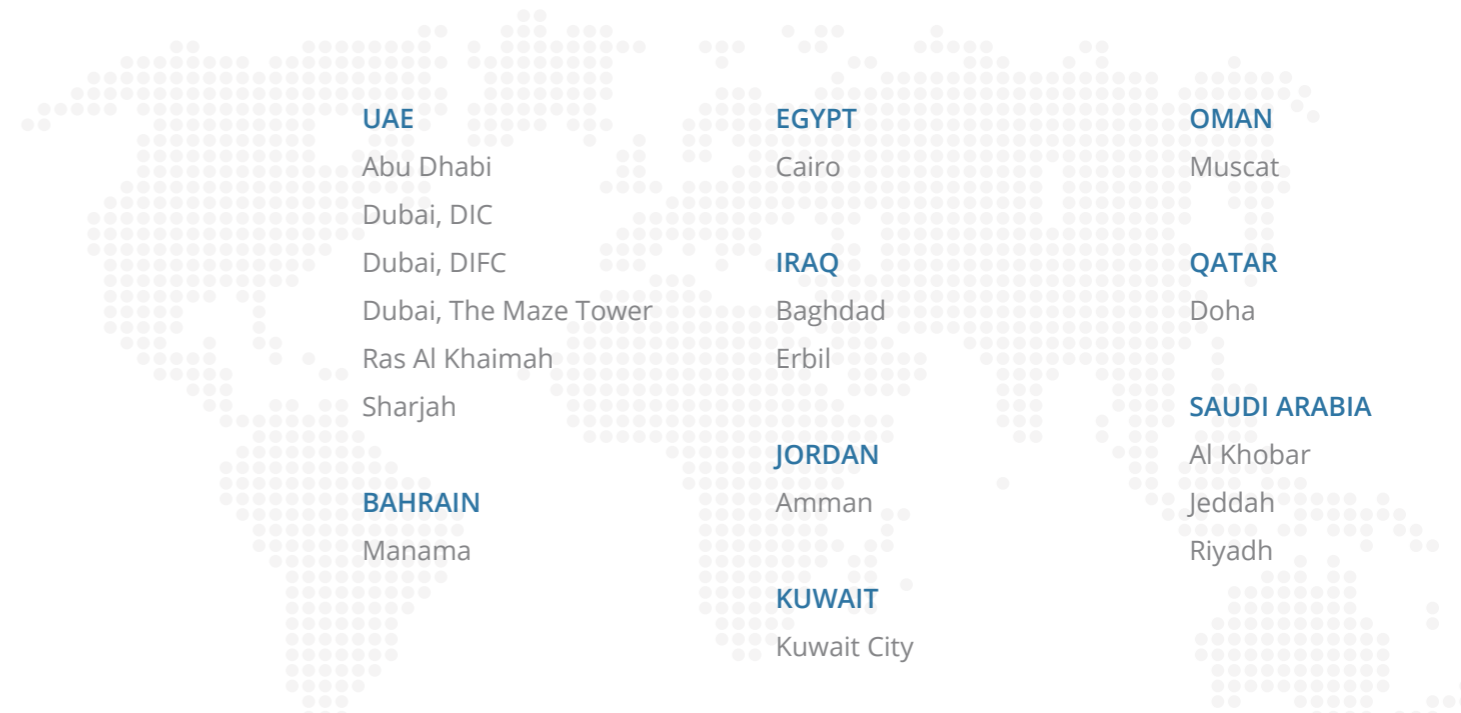 UAE
Abu Dhabi
Dubai, DIC
Dubai, DIFC
Dubai, The Maze Tower
Ras Al Khaimah
Sharjah
BAHRAIN
Manama
EGYPT
Cairo
IRAQ
Baghdad
Erbil
JORDAN
Amman
KUWAIT
Kuwait City
OMAN
Muscat
QATAR
Doha
SAUDI ARABIA
Al Khobar
Jeddah
Riyadh